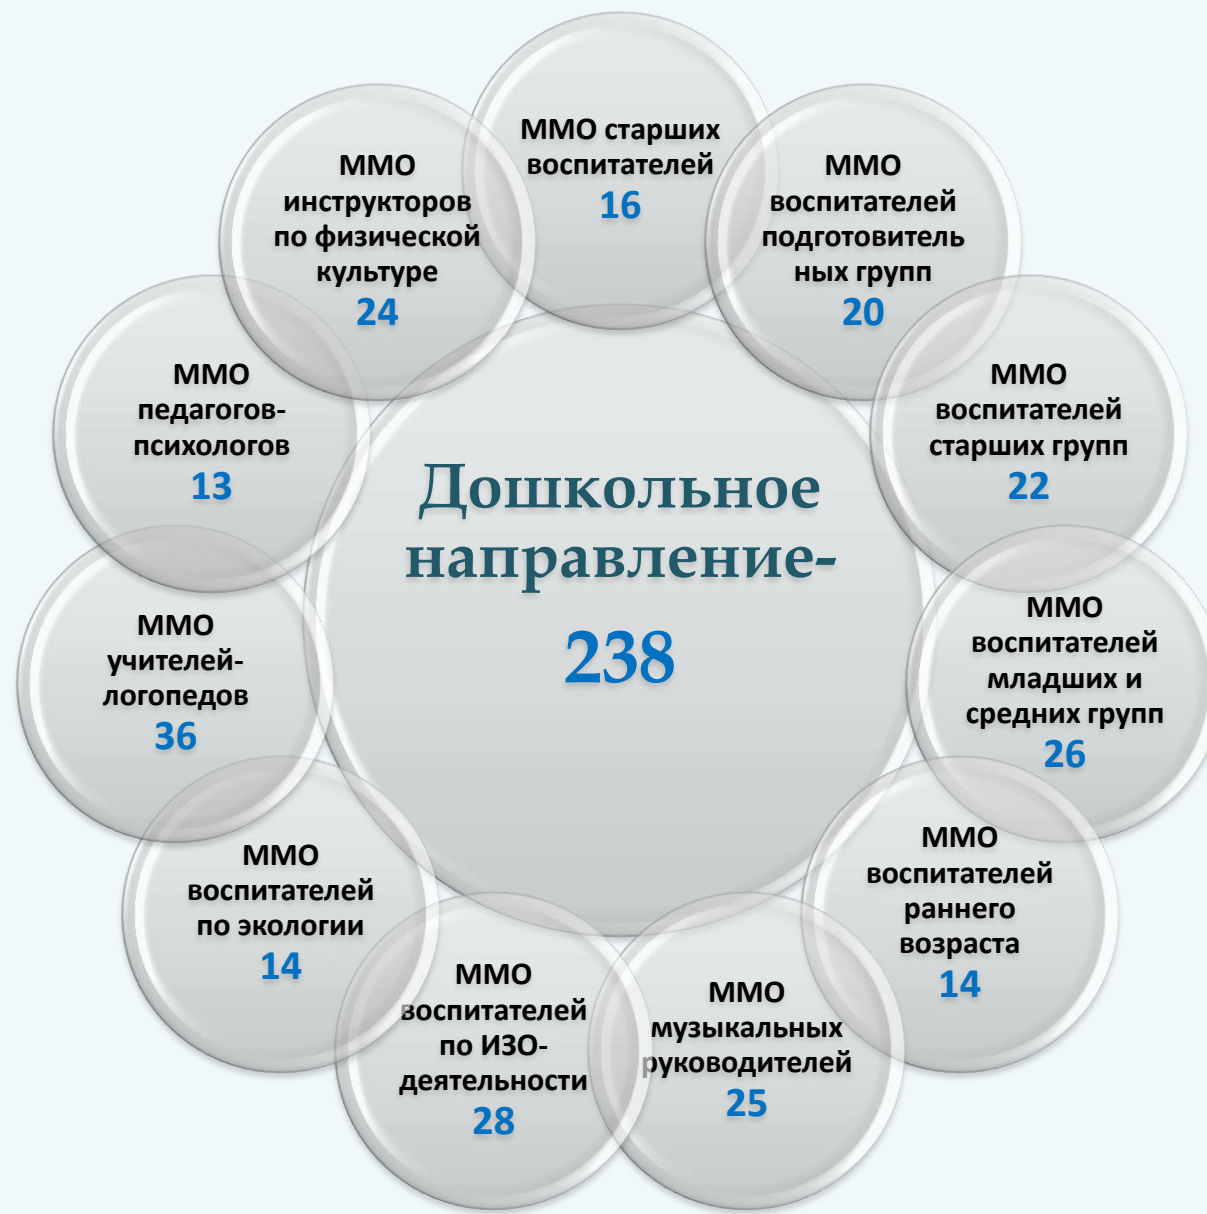 ММО старших
воспитателей
16
ММО
воспитателей
подготовитель
ных групп
20
ММО
воспитателей
старших групп
22
ММО
воспитателей
младших и
средних групп
26
ММО
воспитателей
раннего
возраста
14
ММО
музыкальных
руководителей
25
ММО
воспитателей
по ИЗО-
деятельности
28
ММО
воспитателей
по экологии
14
ММО
учителей-
логопедов
36
ММО
педагогов-
психологов
13
ММО
инструкторов
по физической
культуре
24
Дошкольное
направление-
238